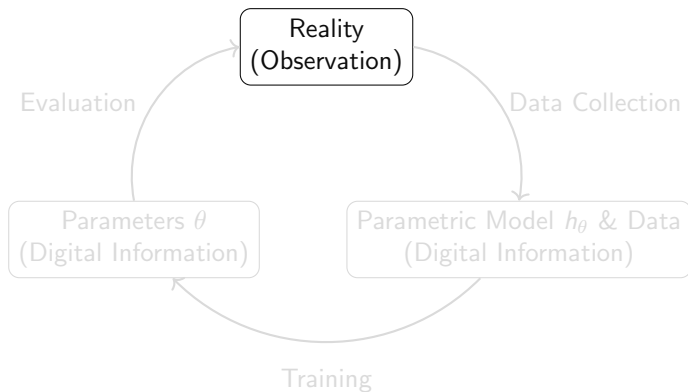 Reality
(Observation)
Evaluation
Data Collection
Parameters θ
(Digital Information)
Parametric Model hθ & Data
(Digital Information)
Training